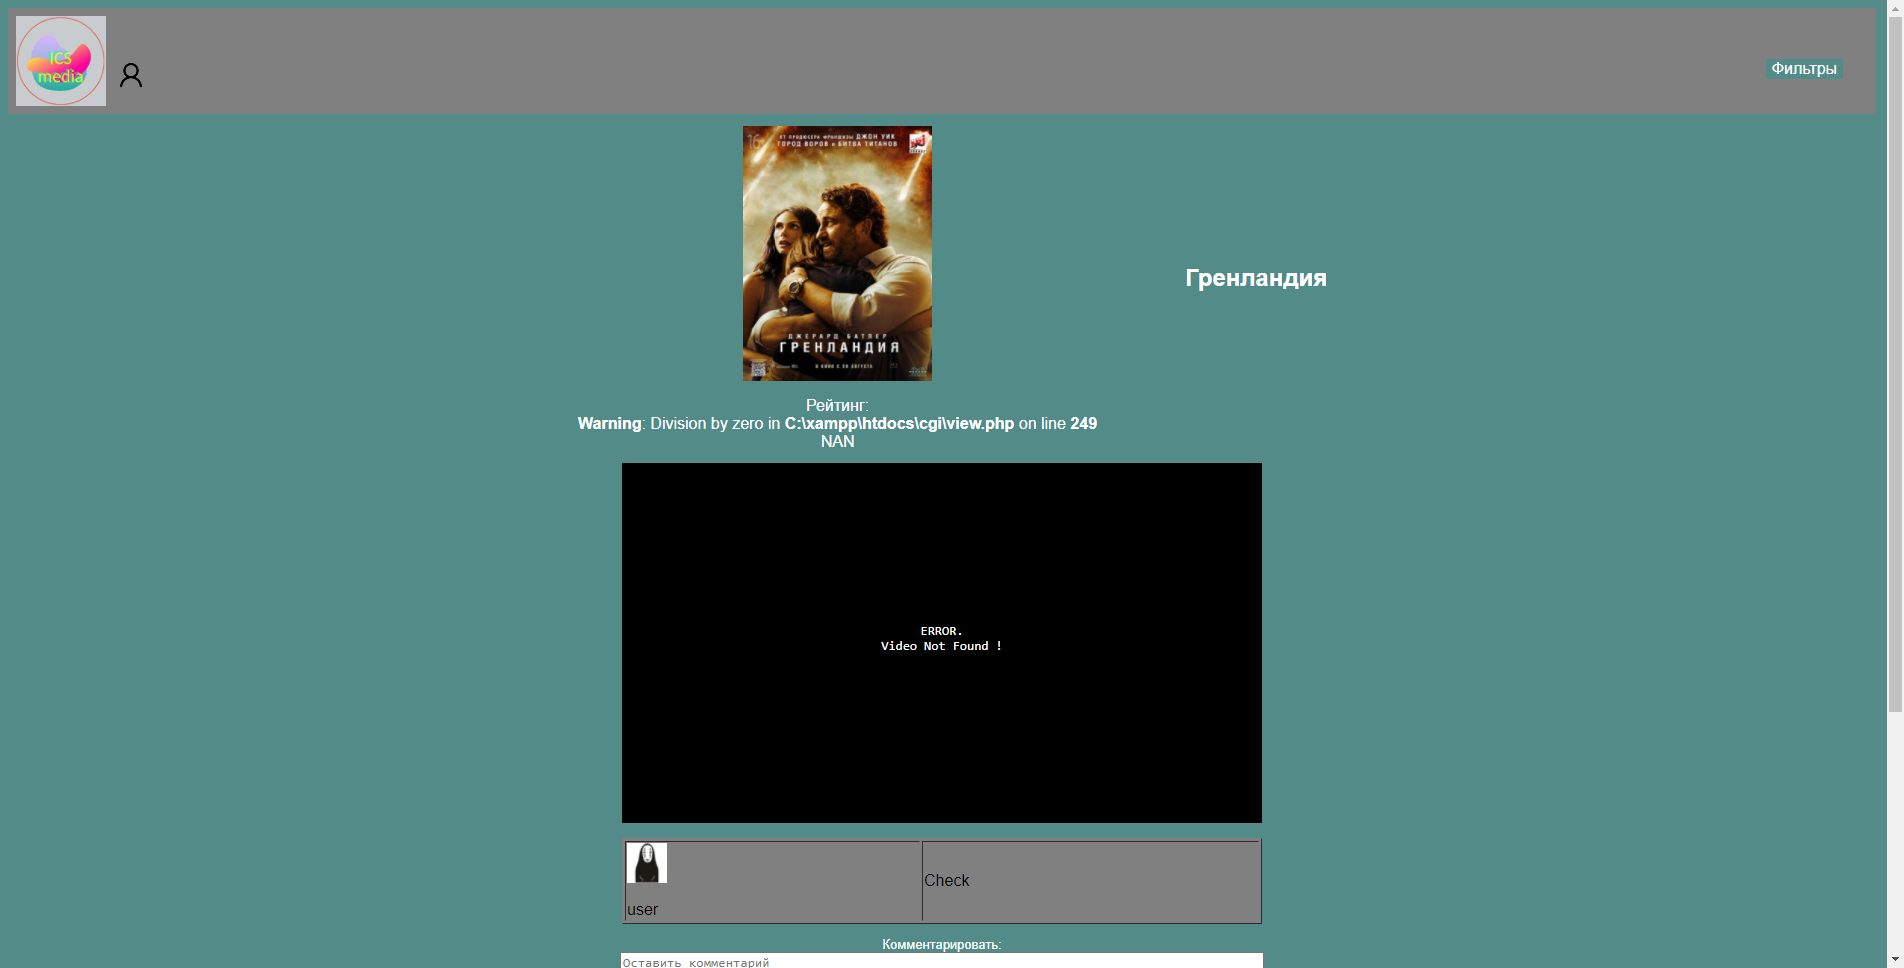 ICS
media
Фильтры
16+
ОТ ПРОДЮСЕРА ФРАНШИЗЫ ДЖОН УИК
ГОРОД ВОРОВ И БИТВА ТИТАНОВ
NRJ
ДЖЕРАРД БАТЛЕР
ГРЕНЛАНДИЯ
Гренландия
Рейтинг:
Warning: Division by zero in C:\xampp\htdocs\cgi\view.php on line 249
NAN
ERROR.
Video Not Found !
user
Check
Комментировать:
Оставить комментарий